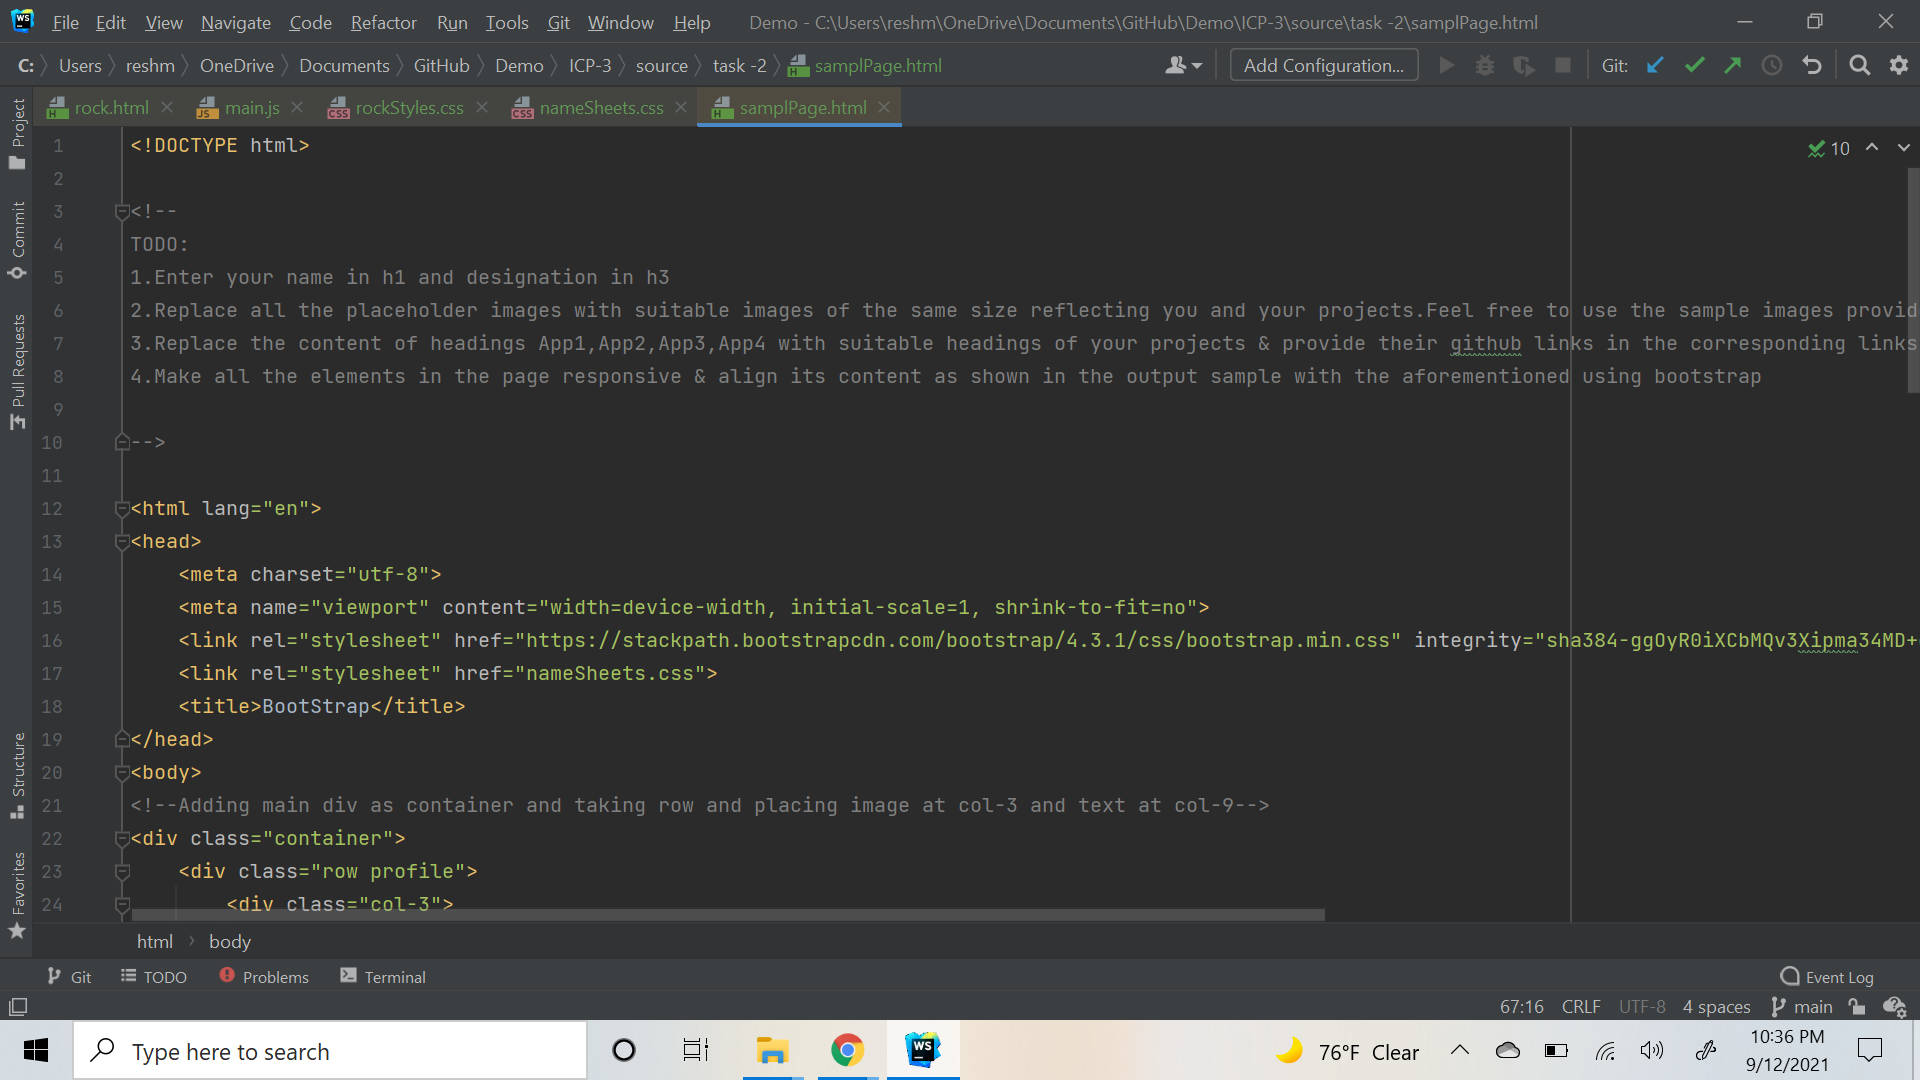 WS File Edit View Navigate Code Refactor Run Tools Git Window Help Demo - C:\Users\reshm\OneDrive\Documents\GitHub\Demo\ICP-3\source\task -2\samplPage.html
C: Users reshm OneDrive Documents GitHub Demo ICP-3 source task -2 samplPage.html Add Configuration... Git:
rock.html main.js rockStyles.css nameSheets.css samplPage.html
Project
Commit
Pull Requests
Structure
Favorites
10
1 <!DOCTYPE html>
2
3 <!--
4 TODO:
5 1.Enter your name in h1 and designation in h3
6 2.Replace all the placeholder images with suitable images of the same size reflecting you and your projects.Feel free to use the sample images provid
7 3.Replace the content of headings App1,App2,App3,App4 with suitable headings of your projects & provide their github links in the corresponding links
8 4.Make all the elements in the page responsive & align its content as shown in the output sample with the aforementioned using bootstrap
9
10 -->
11
12 <html lang="en">
13 <head>
14 <meta charset="utf-8">
15 <meta name="viewport" content="width=device-width, initial-scale=1, shrink-to-fit=no">
16 <link rel="stylesheet" href="https://stackpath.bootstrapcdn.com/bootstrap/4.3.1/css/bootstrap.min.css" integrity="sha384-ggOyR0iXCbMQv3Xipma34MD+
17 <link rel="stylesheet" href="nameSheets.css">
18 <title>BootStrap</title>
19 </head>
20 <body>
21 <!--Adding main div as container and taking row and placing image at col-3 and text at col-9-->
22 <div class="container">
23 <div class="row profile">
24 <div class="col-3">
html body
Git TODO Problems Terminal Event Log
67:16 CRLF UTF-8 4 spaces main
Type here to search WS 76°F Clear 10:36 PM
9/12/2021